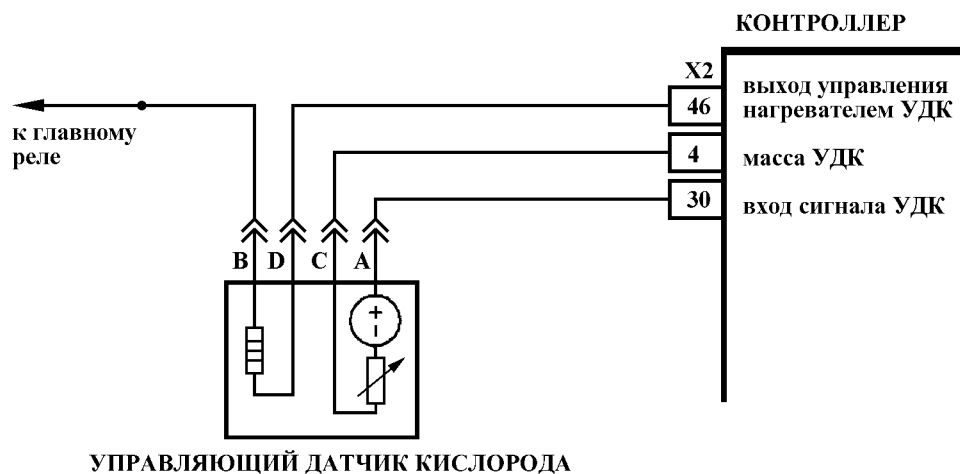 КОНТРОЛЛЕР
X2
46
выход управления
нагревателем УДК
к главному
реле
4
масса УДК
30
вход сигнала УДК
B D C A
+
-
УПРАВЛЯЮЩИЙ ДАТЧИК КИСЛОРОДА